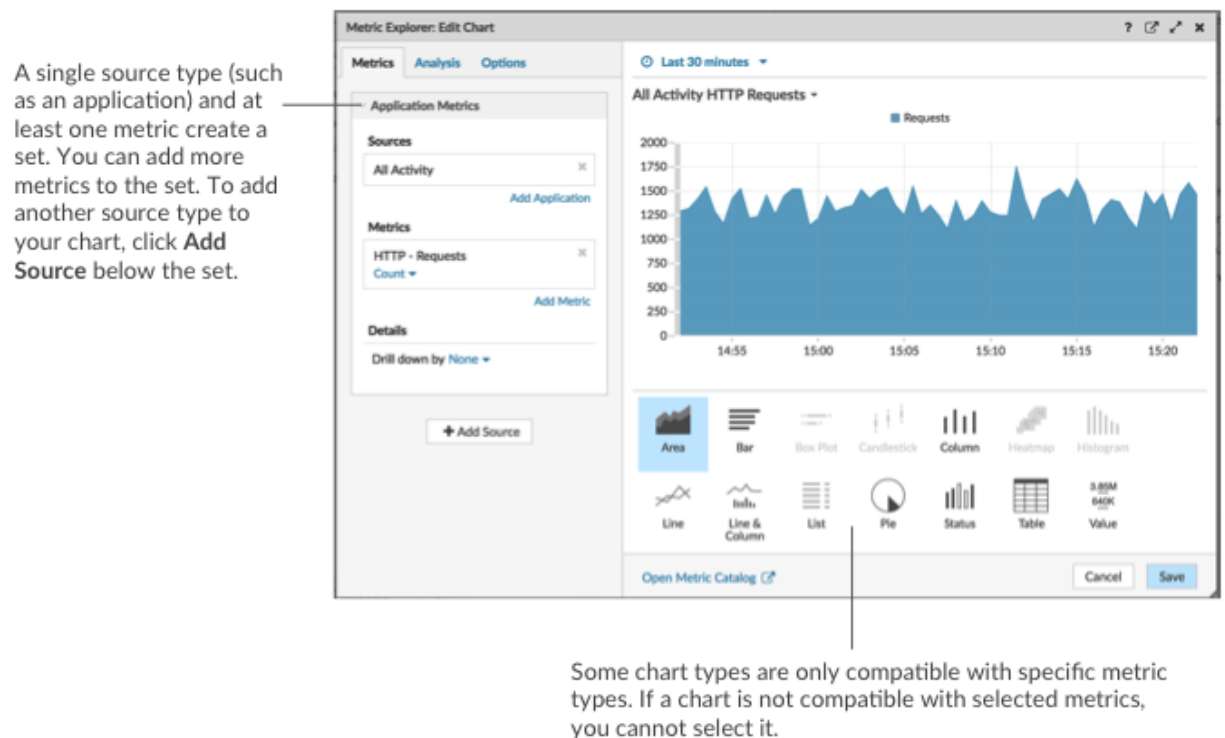 Metric Explorer: Edit Chart
?
A single source type (such
as an application) and at
least one metric create a
set. You can add more
metrics to the set. To add
another source type to
your chart, click Add
Source below the set.
Metrics Analysis Options
Application Metrics
Sources
All Activity
Add Application
Metrics
HTTP - Requests
Count
Add Metric
Details
Drill down by None
+ Add Source
Last 30 minutes
All Activity HTTP Requests
Requests
2000
1750
1500
1250
1000
750
500
250
0
14:55 15:00 15:05 15:10 15:15 15:20
Area Bar Box Plot Candlestick Column Heatmap Histogram
3.85M
640K
Line Line & List Pie Status Table Value
Column
Open Metric Catalog Cancel Save
Some chart types are only compatible with specific metric
types. If a chart is not compatible with selected metrics,
you cannot select it.